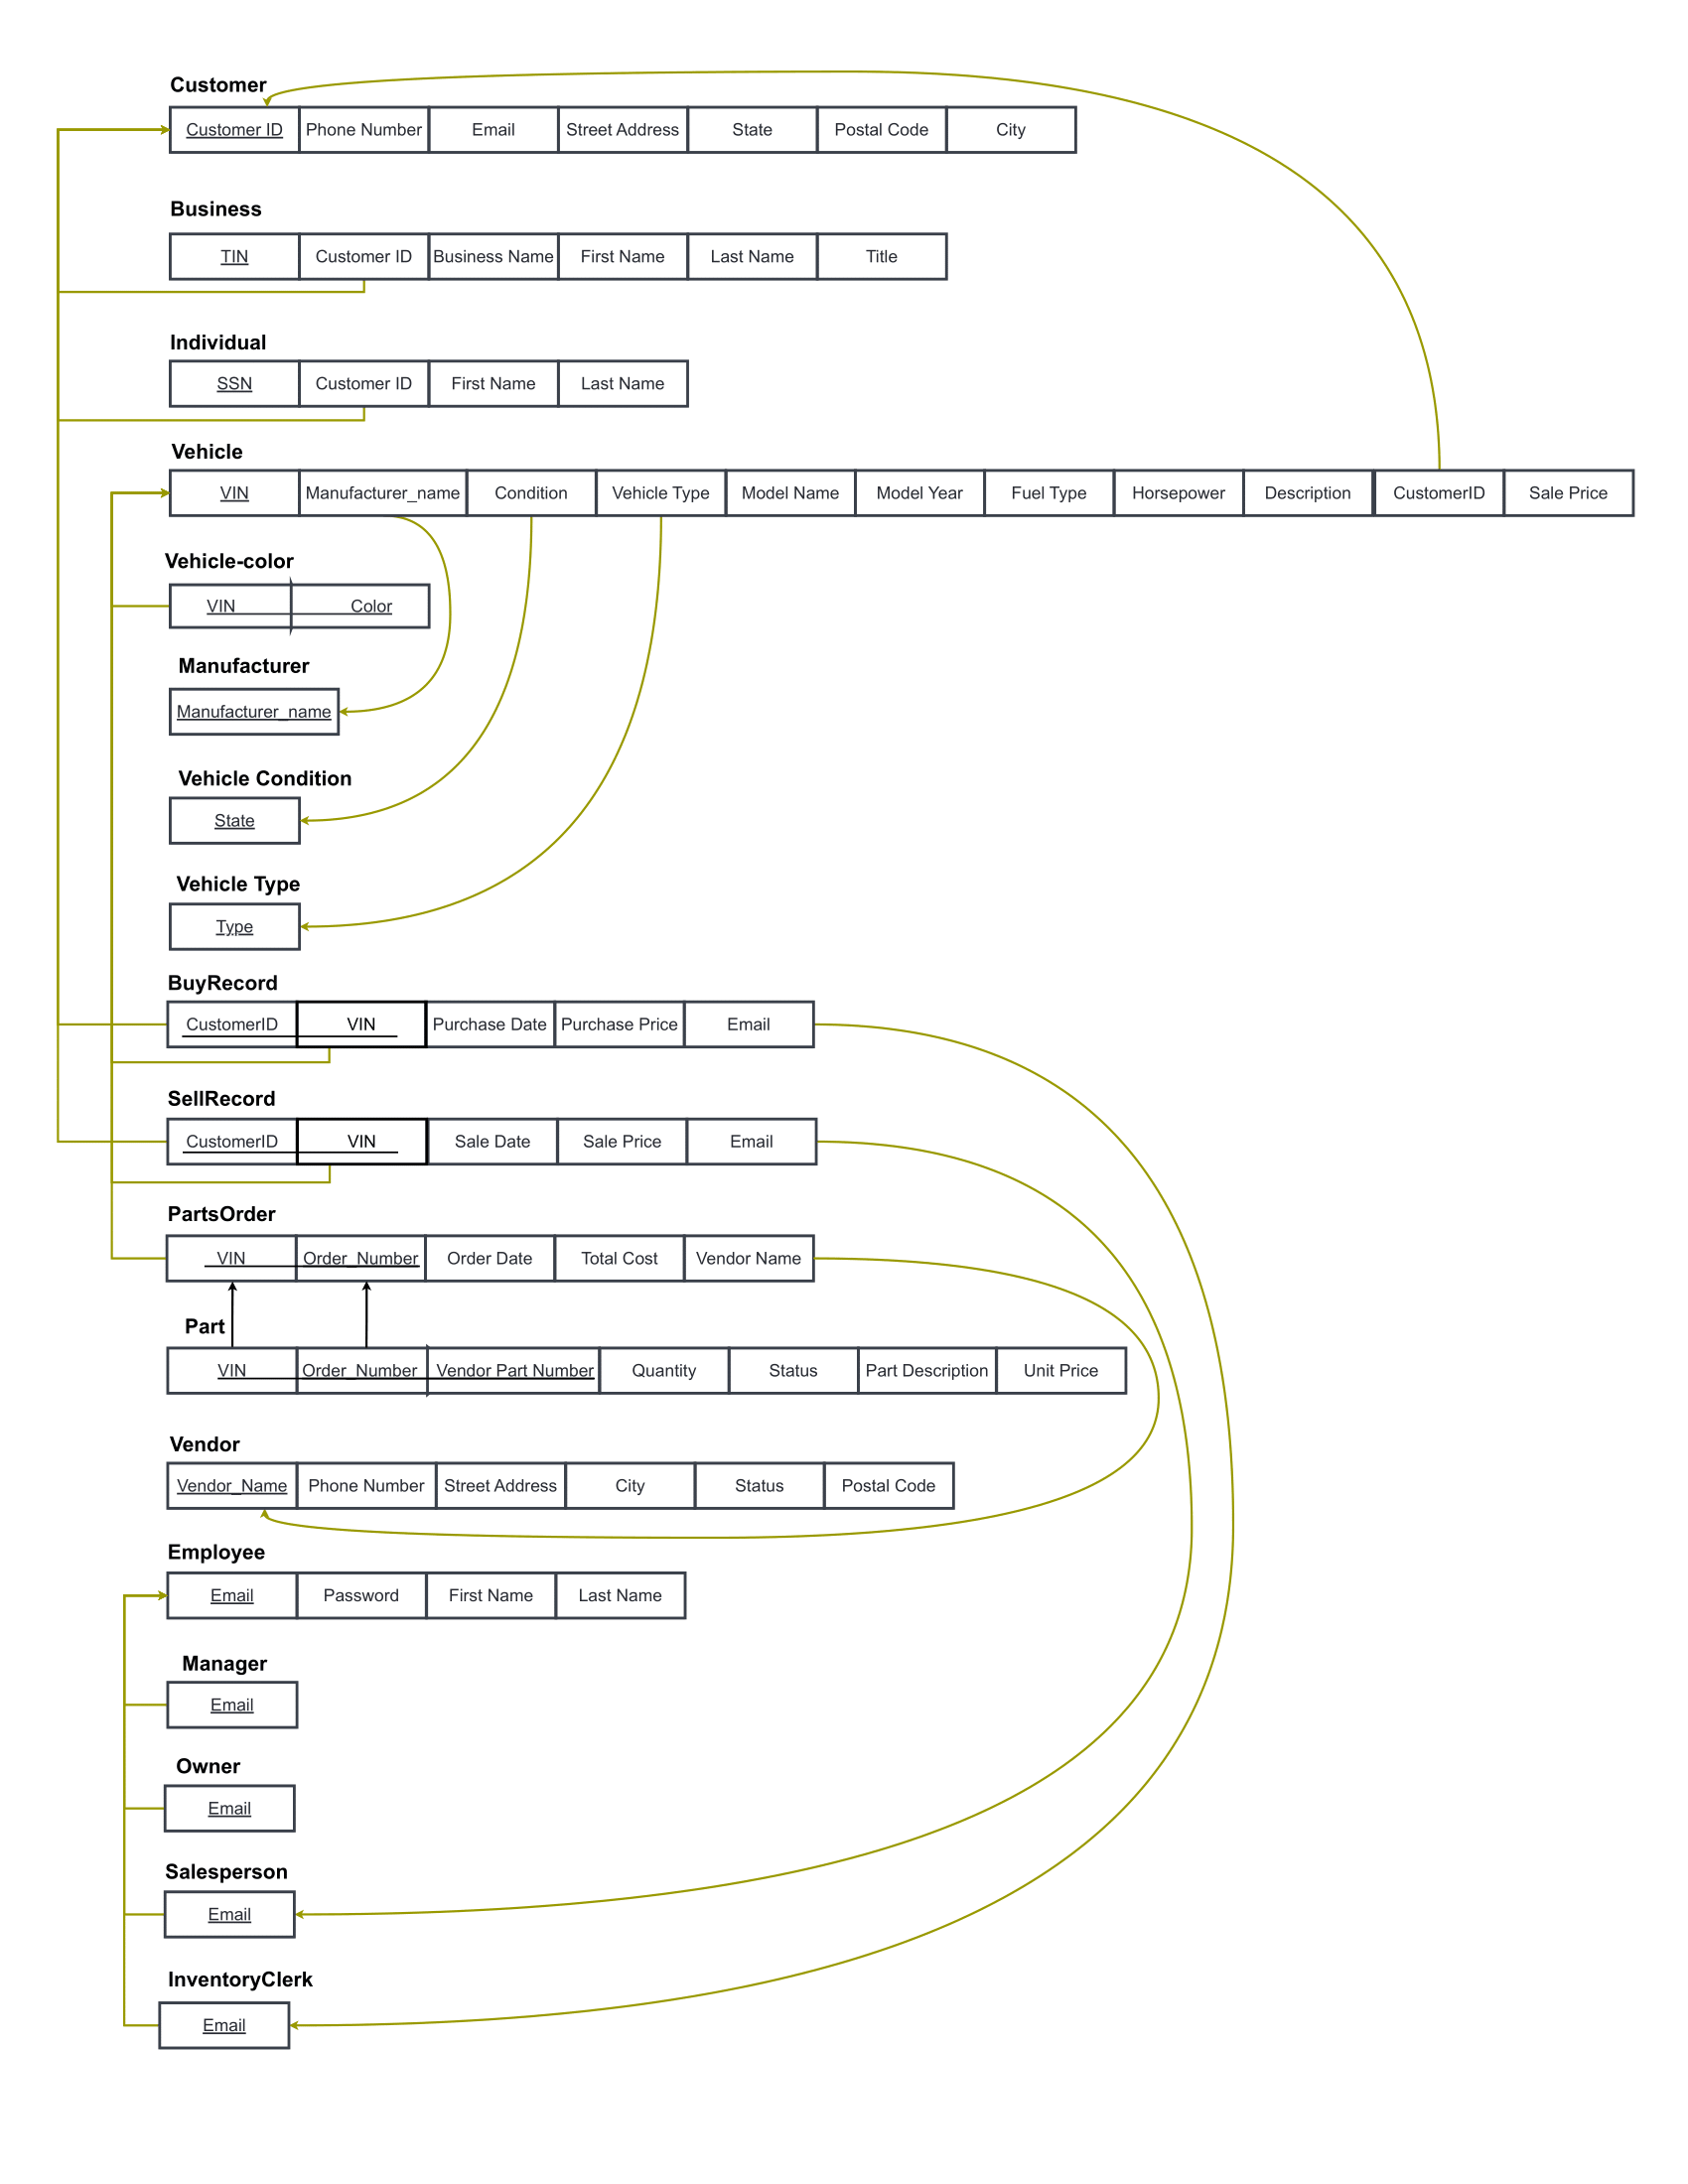 Customer
Customer ID Phone Number Email Street Address State Postal Code City
Business
TIN Customer ID Business Name First Name Last Name Title
Individual
SSN Customer ID First Name Last Name
Vehicle
VIN Manufacturer_name Condition Vehicle Type Model Name Model Year Fuel Type Horsepower Description CustomerID Sale Price
Vehicle-color
VIN Color
Manufacturer
Manufacturer_name
Vehicle Condition
State
Vehicle Type
Type
BuyRecord
CustomerID VIN Purchase Date Purchase Price Email
SellRecord
CustomerID VIN Sale Date Sale Price Email
PartsOrder
VIN Order_Number Order Date Total Cost Vendor Name
Part
VIN Order_Number Vendor Part Number Quantity Status Part Description Unit Price
Vendor
Vendor_Name Phone Number Street Address City Status Postal Code
Employee
Email Password First Name Last Name
Manager
Email
Owner
Email
Salesperson
Email
InventoryClerk
Email